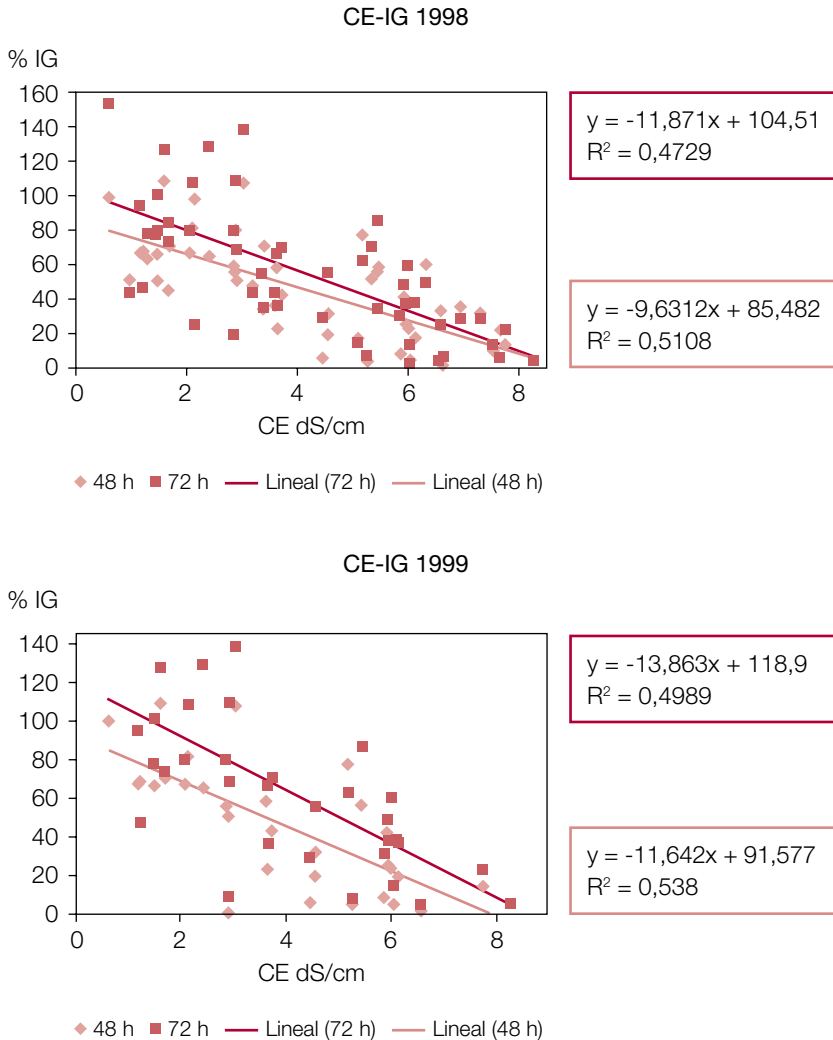 CE-IG 1998
% IG
160
140
120
100
80
60
40
20
0
0 2 4 6 8
CE dS/cm
y = -11,871x + 104,51
R² = 0,4729
y = -9,6312x + 85,482
R² = 0,5108
48 h 72 h Lineal (72 h) Lineal (48 h)
CE-IG 1999
% IG
140
120
100
80
60
40
20
0
0 2 4 6 8
CE dS/cm
y = -13,863x + 118,9
R² = 0,4989
y = -11,642x + 91,577
R² = 0,538
48 h 72 h Lineal (72 h) Lineal (48 h)